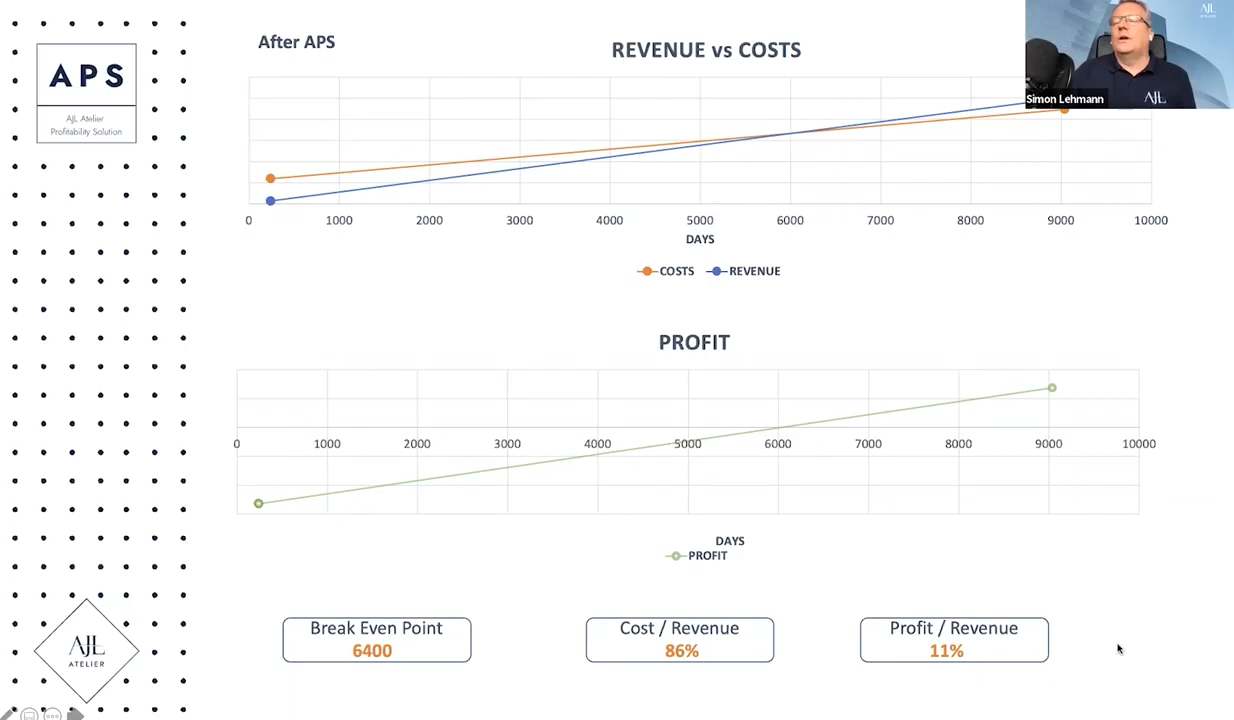 APS
AJL Atelier
Profitability Solution
After APS
REVENUE vs COSTS
AJL
ATELIER
Simon Lehmann
AJL
0 1000 2000 3000 4000 5000 6000 7000 8000 9000 10000
DAYS
COSTS REVENUE
PROFIT
0 1000 2000 3000 4000 5000 6000 7000 8000 9000 10000
DAYS
PROFIT
Break Even Point
6400
Cost / Revenue
86%
Profit / Revenue
11%
AJL
ATELIER